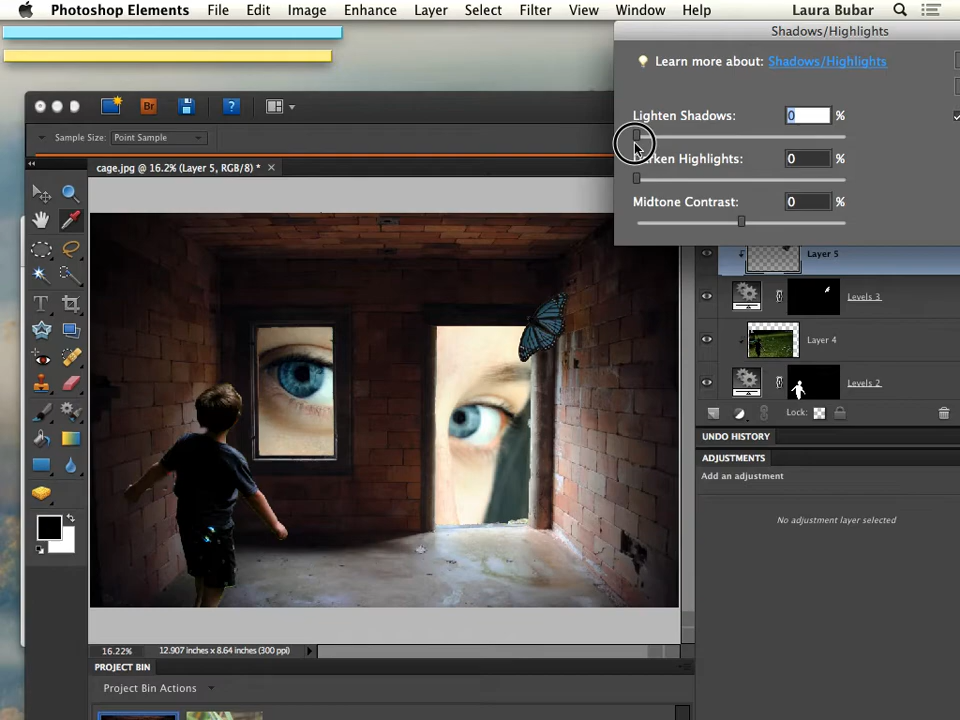 Photoshop Elements File Edit Image Enhance Layer Select Filter View Window Help Laura Bubar
Shadows/Highlights
Learn more about: Shadows/Highlights
Lighten Shadows: 0 %
Darken Highlights: 0 %
Midtone Contrast: 0 %
Br ?
Sample Size: Point Sample
cage.jpg @ 16.2% (Layer 5, RGB/8) * ×
Layer 5
Levels 3
Layer 4
Levels 2
Lock:
UNDO HISTORY
ADJUSTMENTS
Add an adjustment
No adjustment layer selected
T
16.22% 12.907 inches x 8.64 inches (300 ppi)
PROJECT BIN
Project Bin Actions